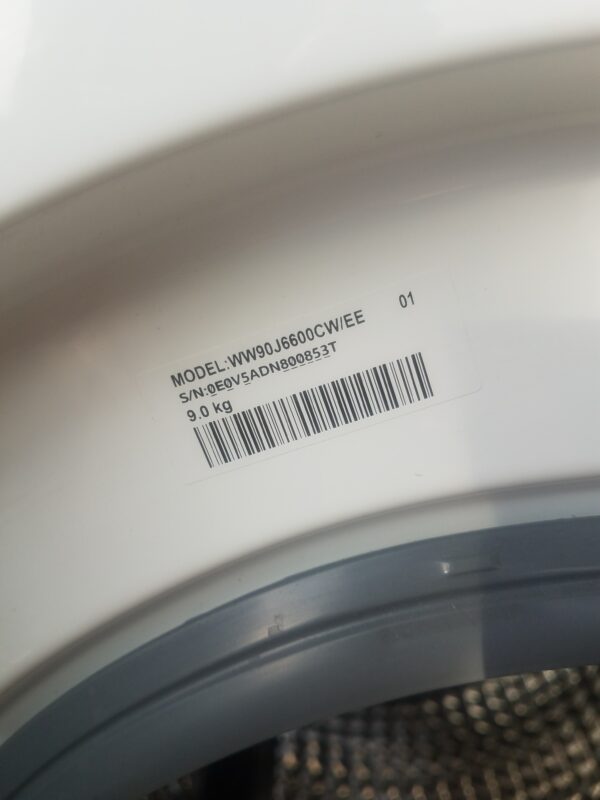 MODEL:WW90J6600CW/EE 01
S/N:0E0V5ADN800853T
9.0 kg